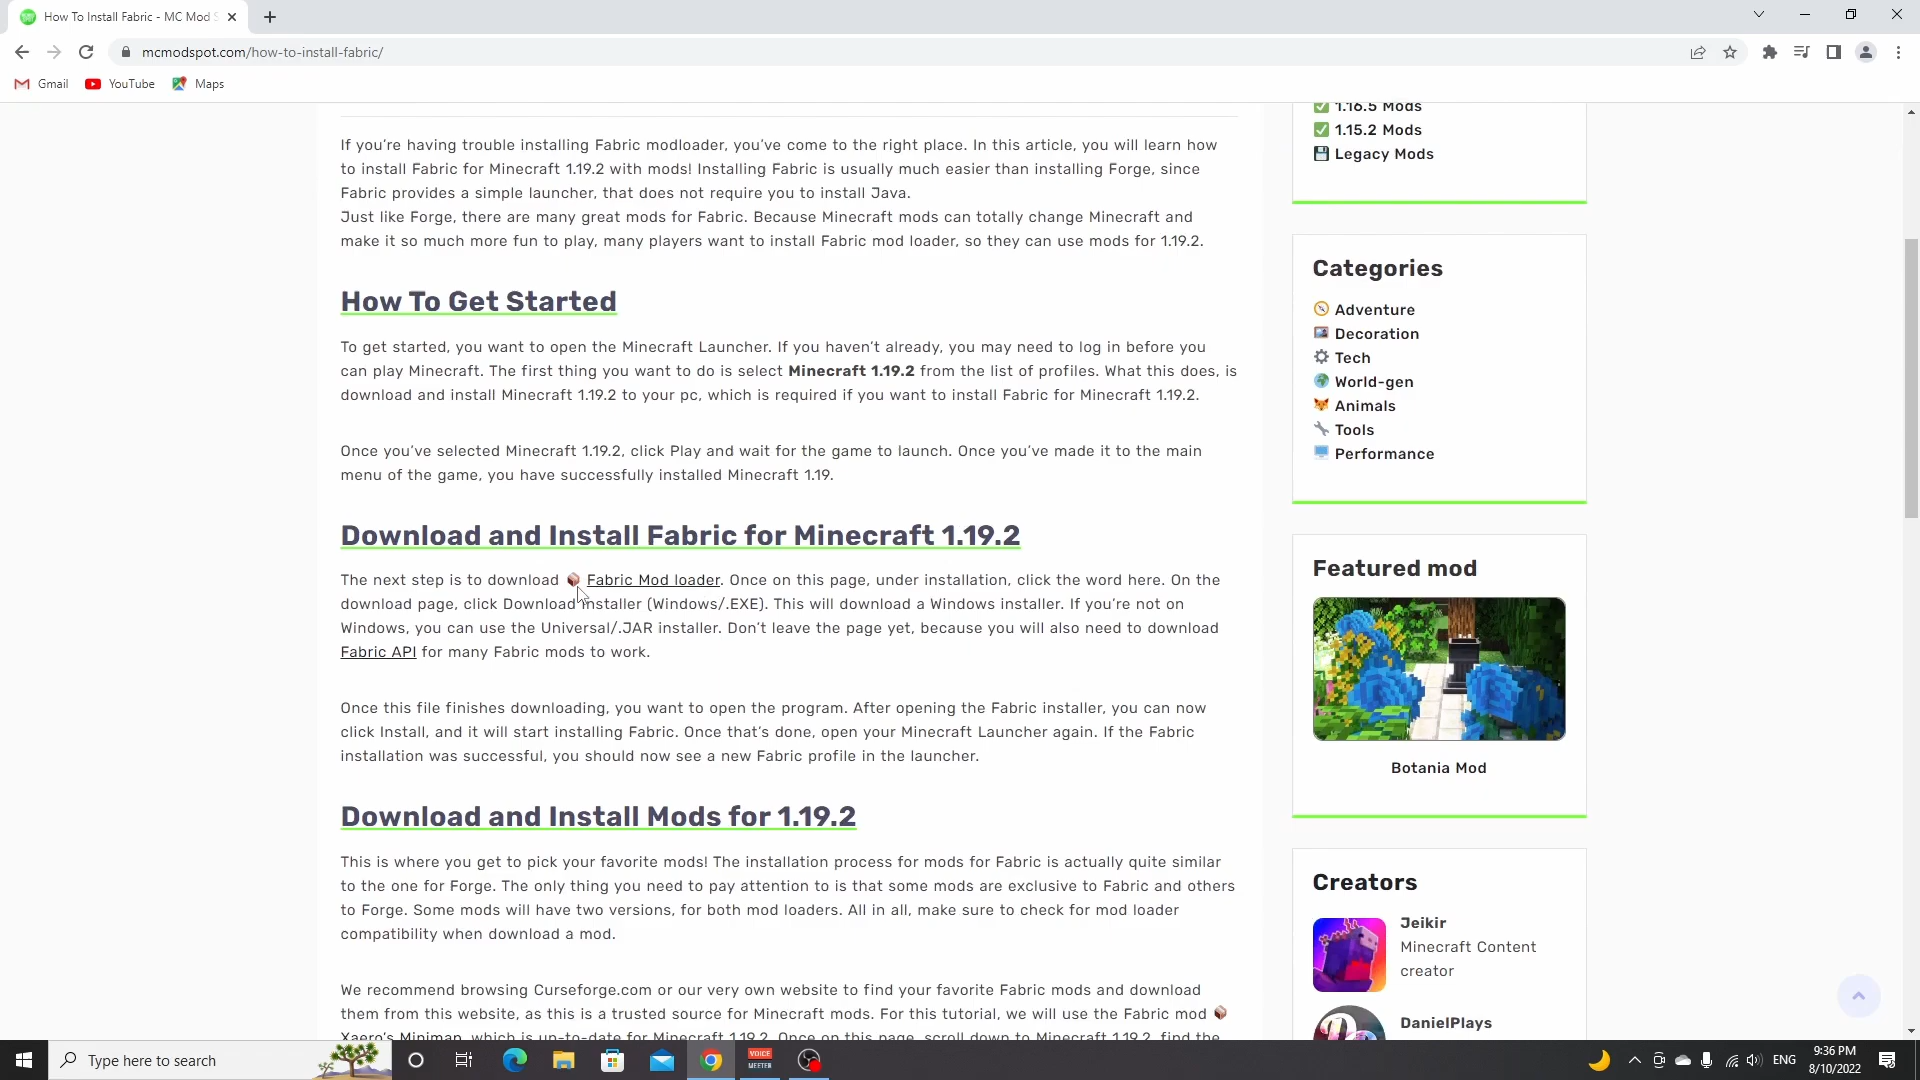 How To Install Fabric - MC Mod S
mcmodspot.com/how-to-install-fabric/
Gmail YouTube Maps
If you're having trouble installing Fabric modloader, you've come to the right place. In this article, you will learn how
to install Fabric for Minecraft 1.19.2 with mods! Installing Fabric is usually much easier than installing Forge, since
Fabric provides a simple launcher, that does not require you to install Java.
Just like Forge, there are many great mods for Fabric. Because Minecraft mods can totally change Minecraft and
make it so much more fun to play, many players want to install Fabric mod loader, so they can use mods for 1.19.2.
How To Get Started
To get started, you want to open the Minecraft Launcher. If you haven't already, you may need to log in before you
can play Minecraft. The first thing you want to do is select Minecraft 1.19.2 from the list of profiles. What this does, is
download and install Minecraft 1.19.2 to your pc, which is required if you want to install Fabric for Minecraft 1.19.2.
Once you've selected Minecraft 1.19.2, click Play and wait for the game to launch. Once you've made it to the main
menu of the game, you have successfully installed Minecraft 1.19.
Download and Install Fabric for Minecraft 1.19.2
The next step is to download Fabric Mod loader. Once on this page, under installation, click the word here. On the
download page, click Download installer (Windows/.EXE). This will download a Windows installer. If you're not on
Windows, you can use the Universal/.JAR installer. Don't leave the page yet, because you will also need to download
Fabric API for many Fabric mods to work.
Once this file finishes downloading, you want to open the program. After opening the Fabric installer, you can now
click Install, and it will start installing Fabric. Once that's done, open your Minecraft Launcher again. If the Fabric
installation was successful, you should now see a new Fabric profile in the launcher.
Download and Install Mods for 1.19.2
This is where you get to pick your favorite mods! The installation process for mods for Fabric is actually quite similar
to the one for Forge. The only thing you need to pay attention to is that some mods are exclusive to Fabric and others
to Forge. Some mods will have two versions, for both mod loaders. All in all, make sure to check for mod loader
compatibility when download a mod.
We recommend browsing Curseforge.com or our very own website to find your favorite Fabric mods and download
them from this website, as this is a trusted source for Minecraft mods. For this tutorial, we will use the Fabric mod
Xaero's Minimap, which is up-to-date for Minecraft 1.19.2. Once on this page, scroll down to Minecraft 1.19.2, find the
1.16.5 Mods
1.15.2 Mods
Legacy Mods
Categories
Adventure
Decoration
Tech
World-gen
Animals
Tools
Performance
Featured mod
Botania Mod
Creators
Jeikir
Minecraft Content
creator
DanielPlays
Type here to search
VOICE
MEETER
ENG
9:36 PM
8/10/2022